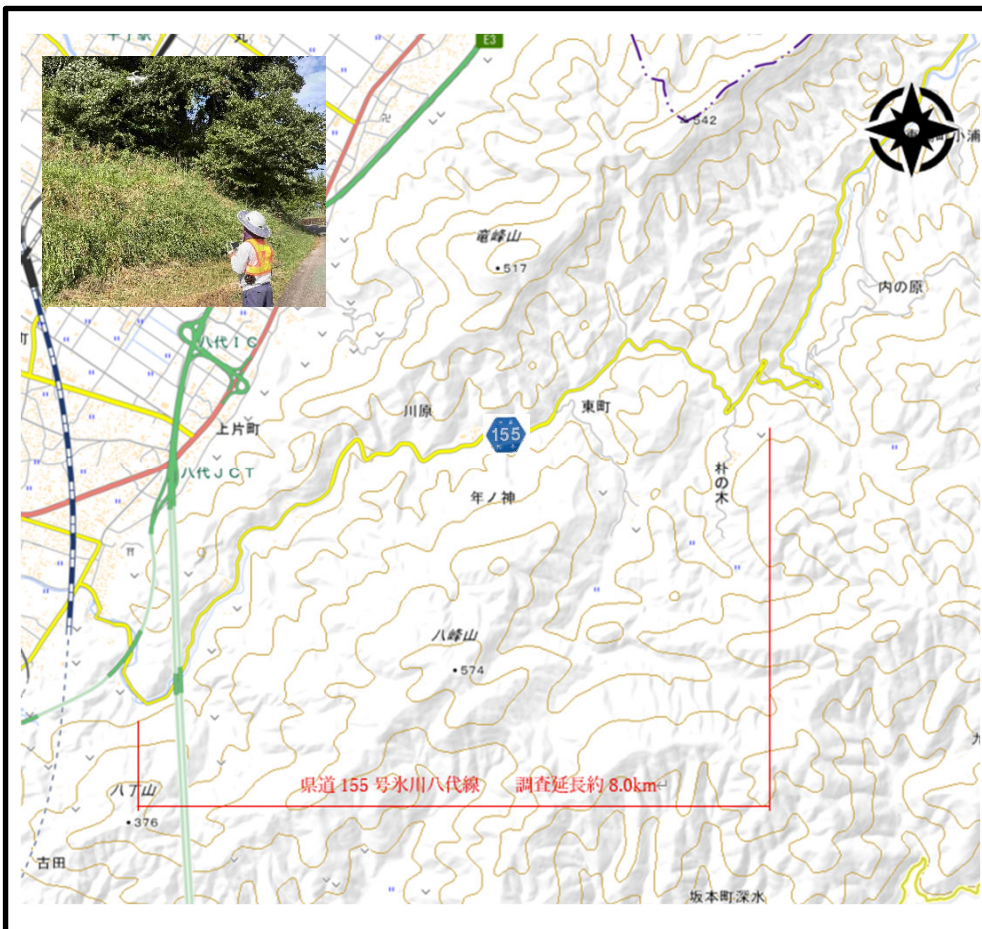 E3
542
竜峰山
517
内の原
八代IC
川原
東町
155
上片町
八代JCT
年ノ神
朴の木
八峰山
574
県道 155 号氷川八代線 調査延長約 8.0km
八丁山
376
古田
坂本町深水